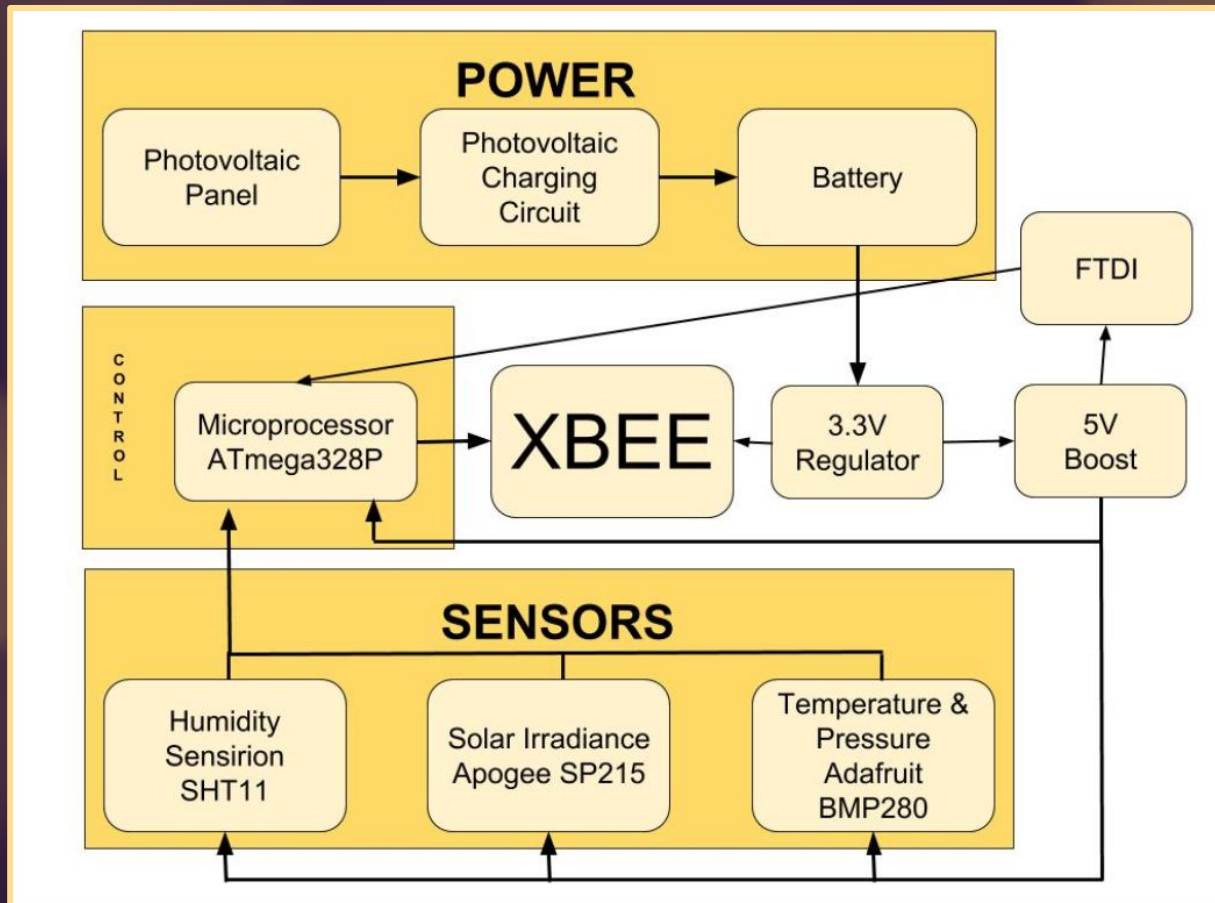 POWER
Photovoltaic
Panel
Photovoltaic
Charging
Circuit
Battery
FTDI
CONTROL
Microprocessor
ATmega328P
XBEE
3.3V
Regulator
5V
Boost
SENSORS
Humidity
Sensirion
SHT11
Solar Irradiance
Apogee SP215
Temperature &
Pressure
Adafruit
BMP280